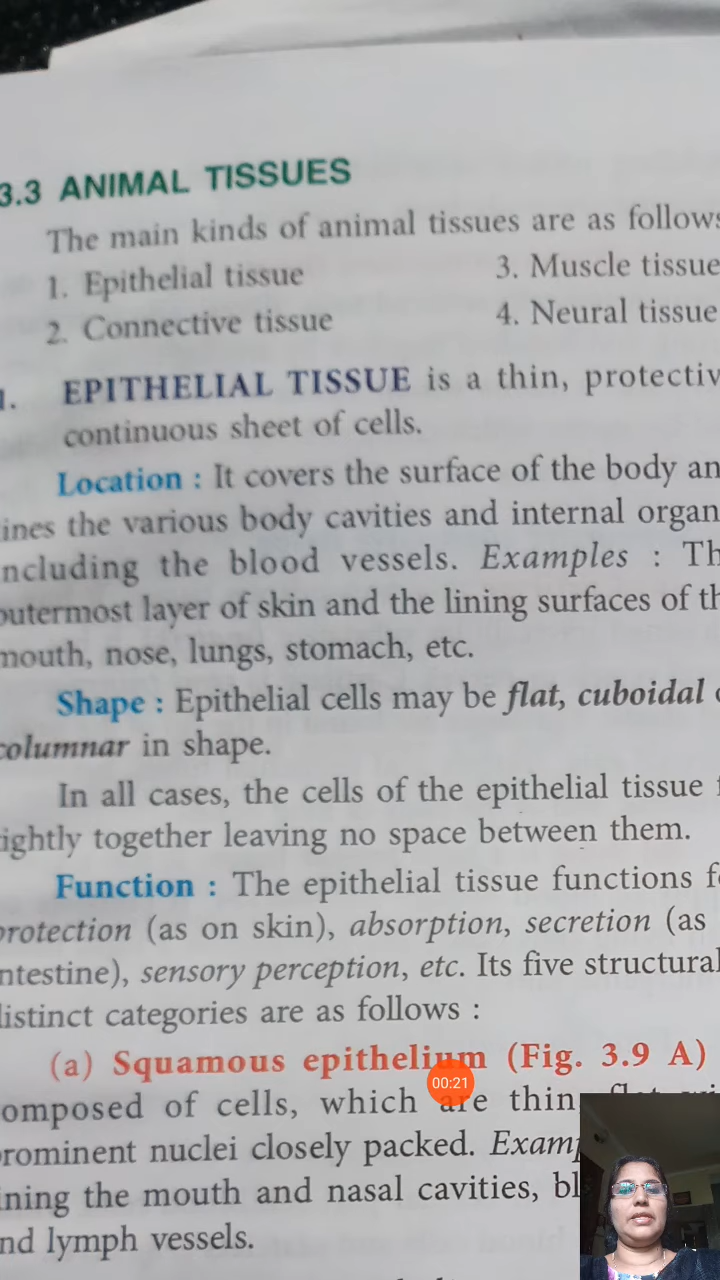 3.3 ANIMAL TISSUES
The main kinds of animal tissues are as follows
1. Epithelial tissue 3. Muscle tissue
2. Connective tissue 4. Neural tissue
1. EPITHELIAL TISSUE is a thin, protectiv
continuous sheet of cells.
Location : It covers the surface of the body an
ines the various body cavities and internal organ
ncluding the blood vessels. Examples : Th
outermost layer of skin and the lining surfaces of th
mouth, nose, lungs, stomach, etc.
Shape : Epithelial cells may be flat, cuboidal
columnar in shape.
In all cases, the cells of the epithelial tissue
ightly together leaving no space between them.
Function : The epithelial tissue functions fo
protection (as on skin), absorption, secretion (as
ntestine), sensory perception, etc. Its five structural
distinct categories are as follows :
(a) Squamous epithelium (Fig. 3.9 A)
00:21
omposed of cells, which are thin, flat
rominent nuclei closely packed. Examp
ining the mouth and nasal cavities, bl
nd lymph vessels.